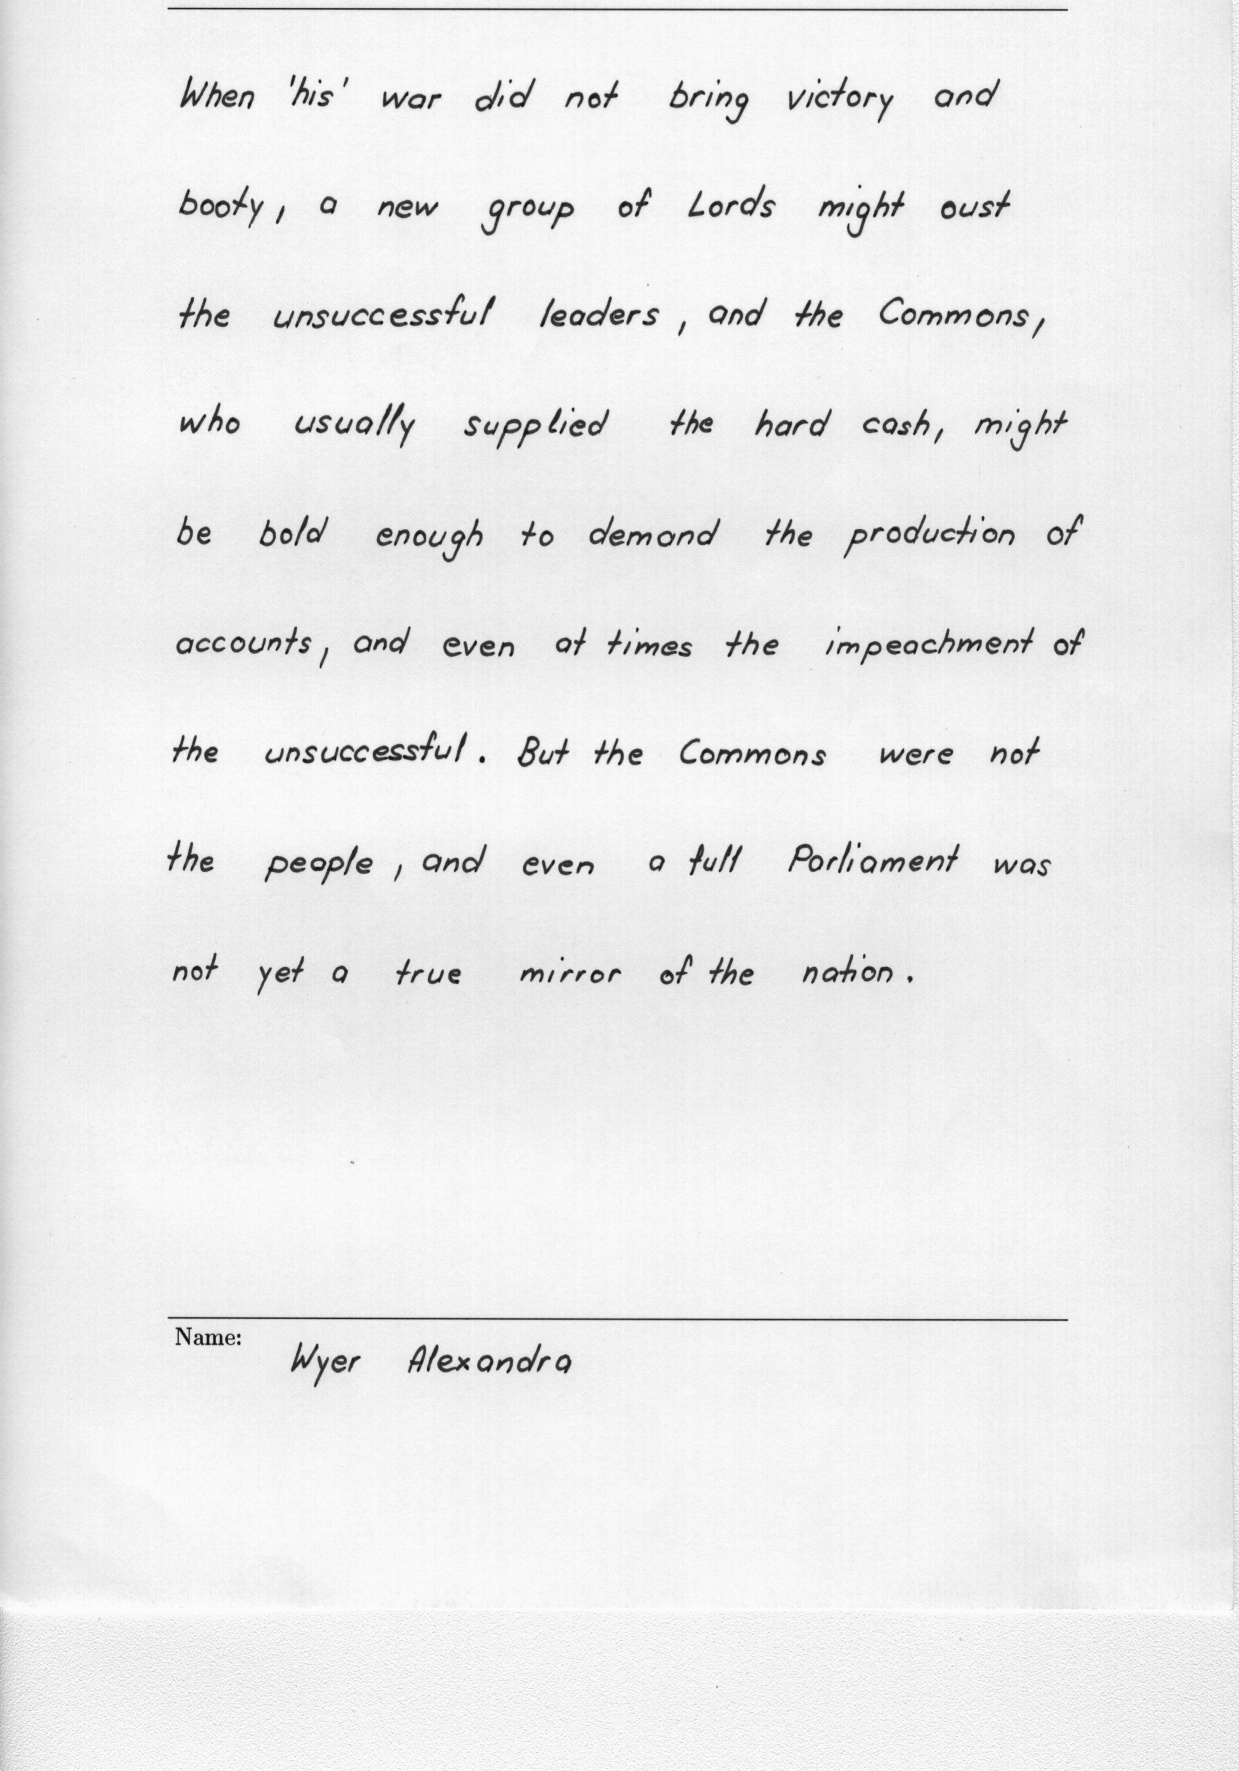 When 'his' war did not bring victory and
booty, a new group of Lords might oust
the unsuccessful leaders, and the Commons,
who usually supplied the hard cash, might
be bold enough to demand the production of
accounts, and even at times the impeachment of
the unsuccessful. But the Commons were not
the people, and even a full Parliament was
not yet a true mirror of the nation.
Name:
Wyer Alexandra